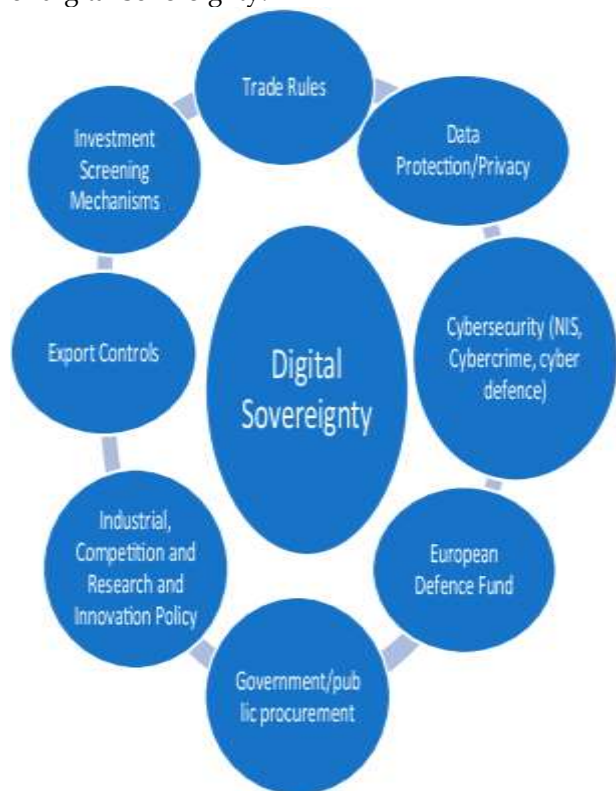 of digital sovereignty.
Trade Rules
Data
Protection/Privacy
Cybersecurity (NIS,
Cybercrime, cyber
defence)
European
Defence Fund
Government/pub
lic procurement
Industrial,
Competition and
Research and
Innovation Policy
Export Controls
Investment
Screening
Mechanisms
Digital
Sovereignty